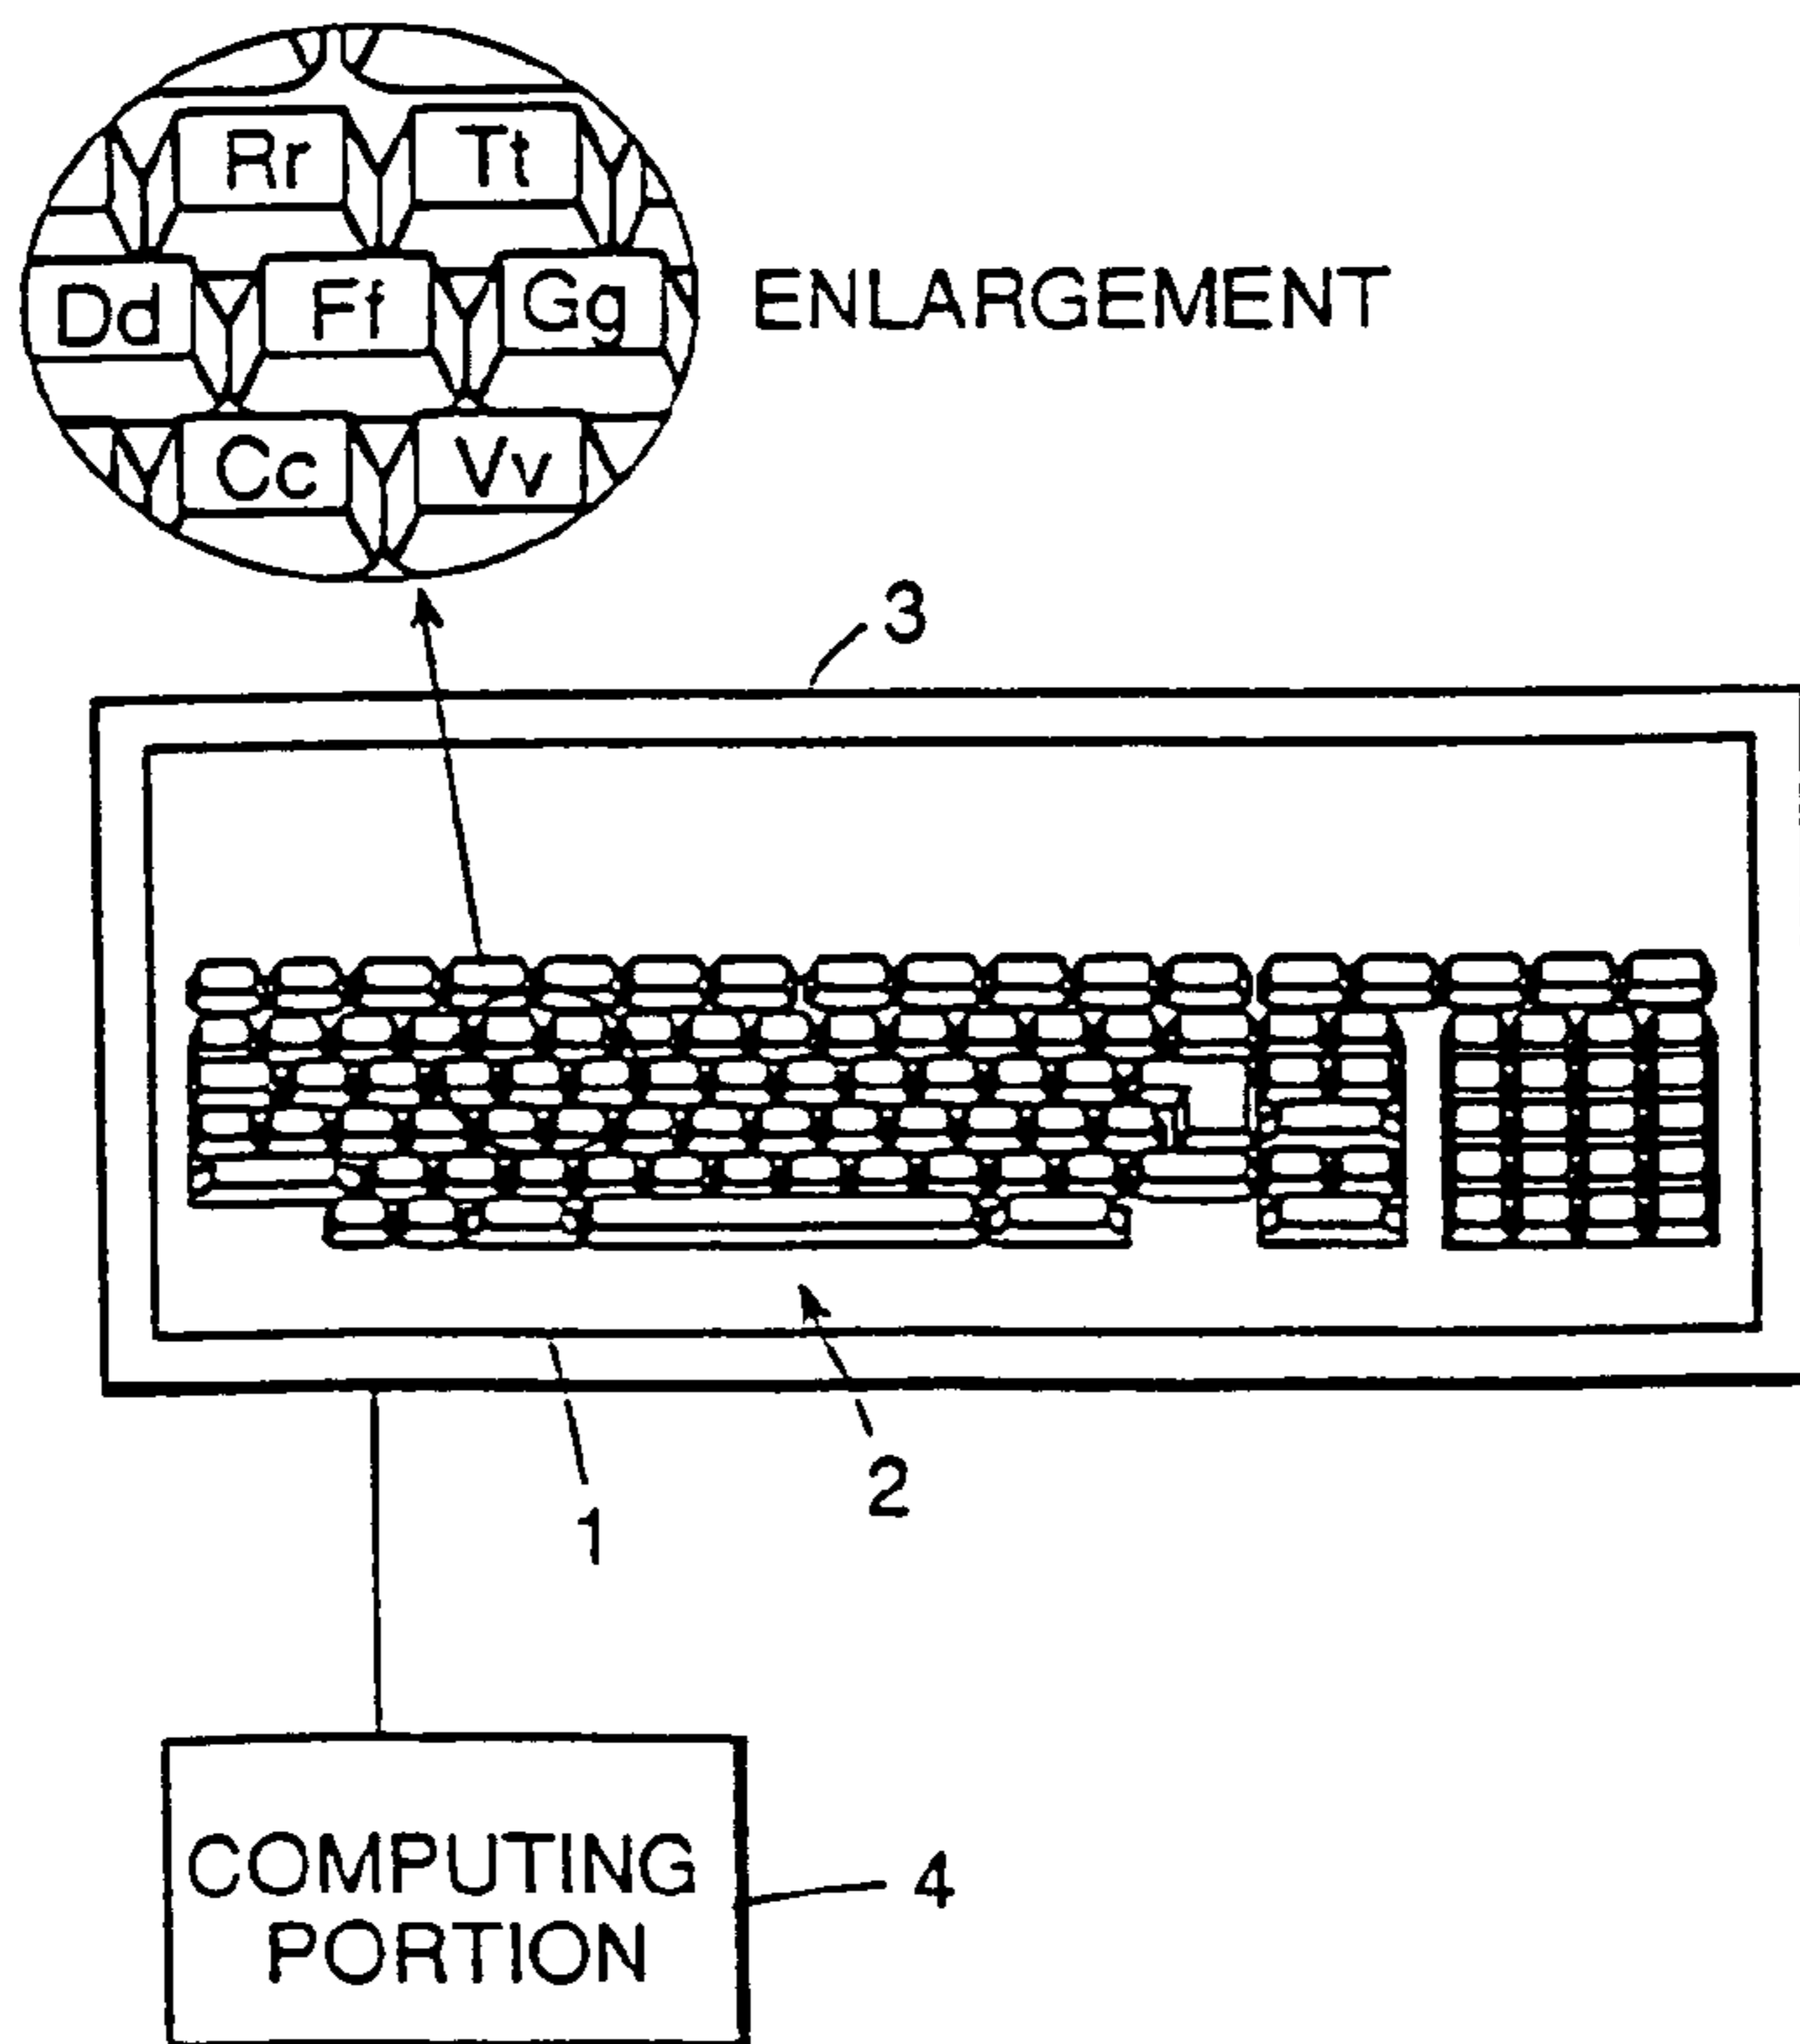 Rr Tt
Dd Ff Gg
ENLARGEMENT
Cc Vv
3
2
1
COMPUTING
PORTION
4